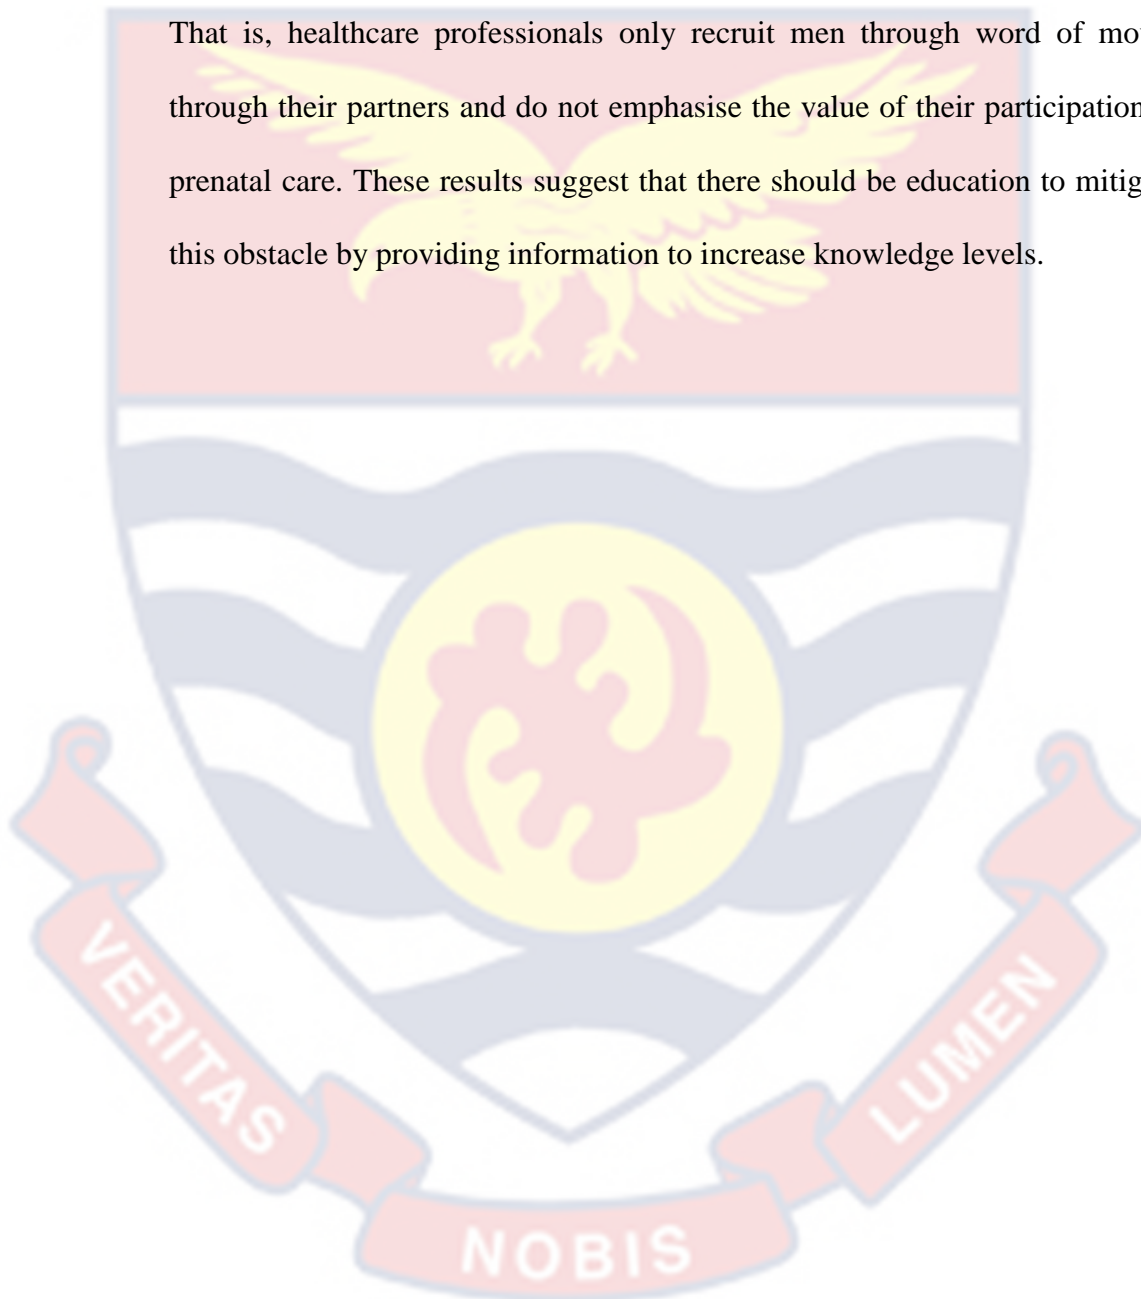 That is, healthcare professionals only recruit men through word of
through their partners and do not emphasise the value of their participation
prenatal care. These results suggest that there should be education to
this obstacle by providing information to increase knowledge levels.
VERITAS
NOBIS
LUMEN